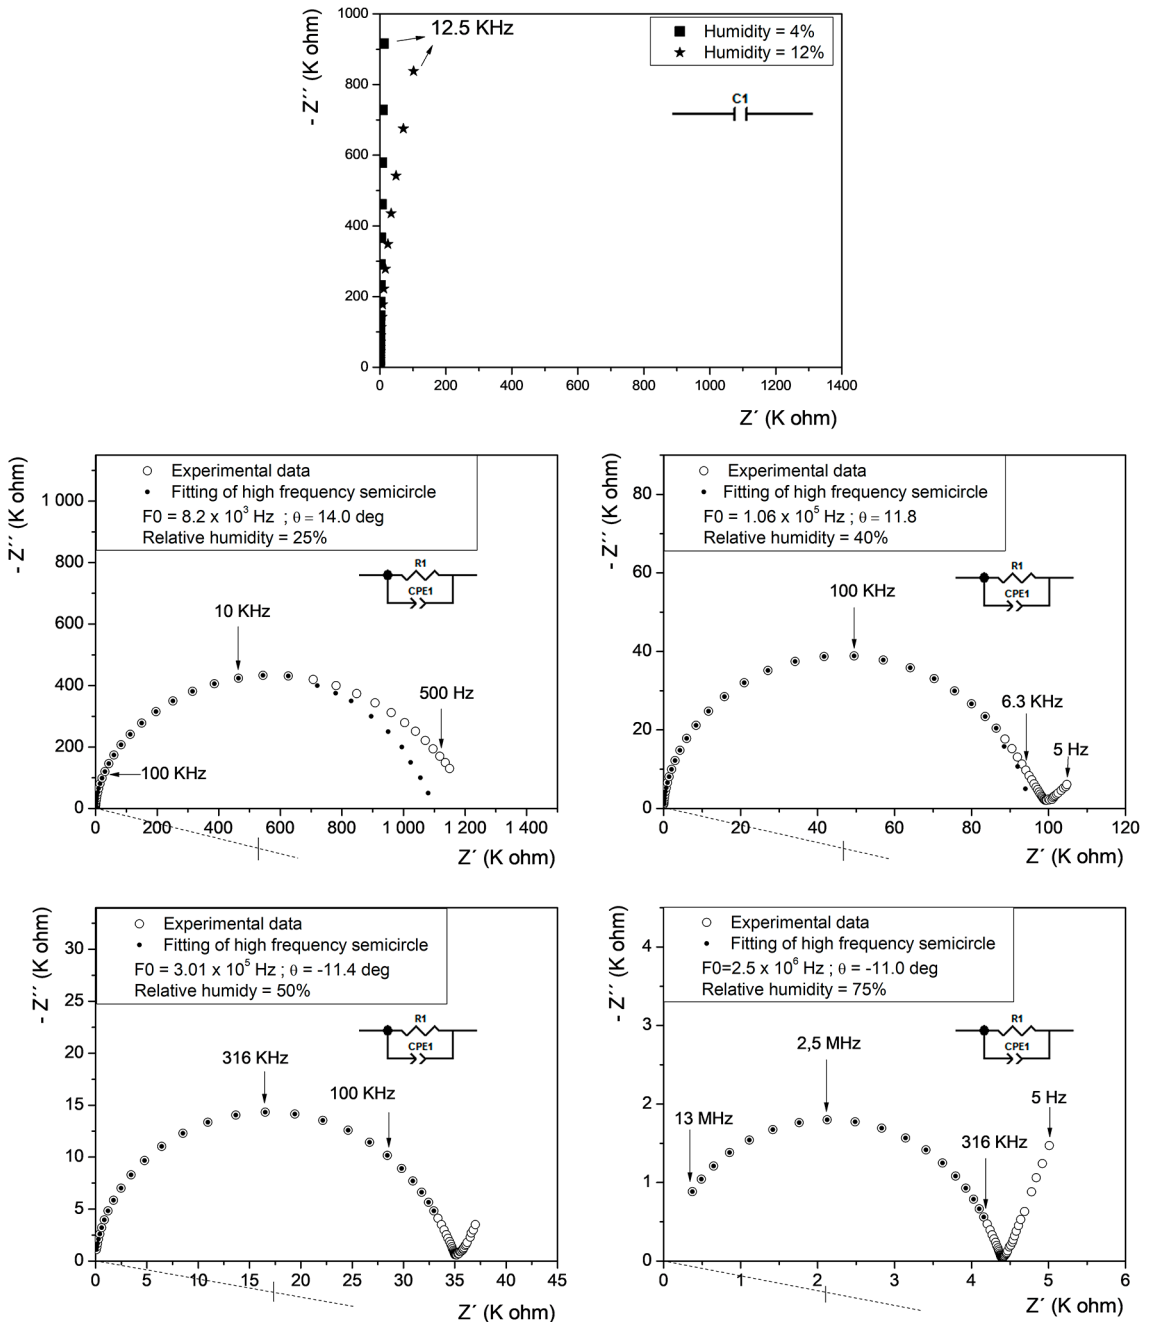 - Z´´ (K ohm)
1000
800
600
400
200
0
12.5 KHz
Humidity = 4%
Humidity = 12%
C1
0 200 400 600 800 1000 1200 1400
Z´ (K ohm)
- Z´´ (K ohm)
1 000
800
600
400
200
0
Experimental data
Fitting of high frequency semicircle
F0 = 8.2 x 10³ Hz ; θ = 14.0 deg
Relative humidity = 25%
R1
CPE1
10 KHz
500 Hz
100 KHz
0 200 400 600 800 1 000 1 200 1 400
Z´ (K ohm)
- Z´´ (K ohm)
80
60
40
20
0
Experimental data
Fitting of high frequency semicircle
F0 = 1.06 x 10⁵ Hz ; θ = 11.8
Relative humidity = 40%
R1
CPE1
100 KHz
6.3 KHz
5 Hz
0 20 40 60 80 100 120
Z´ (K ohm)
- Z´´ (K ohm)
30
25
20
15
10
5
0
Experimental data
Fitting of high frequency semicircle
F0 = 3.01 x 10⁵ Hz ; θ = -11.4 deg
Relative humidy = 50%
R1
CPE1
316 KHz
100 KHz
0 5 10 15 20 25 30 35 40 45
Z´ (K ohm)
- Z´´ (K ohm)
4
3
2
1
0
Experimental data
Fitting of high frequency semicircle
F0=2.5 x 10⁶ Hz ; θ = -11.0 deg
Relative humidity = 75%
R1
CPE1
2,5 MHz
13 MHz
5 Hz
316 KHz
0 1 2 3 4 5 6
Z´ (K ohm)